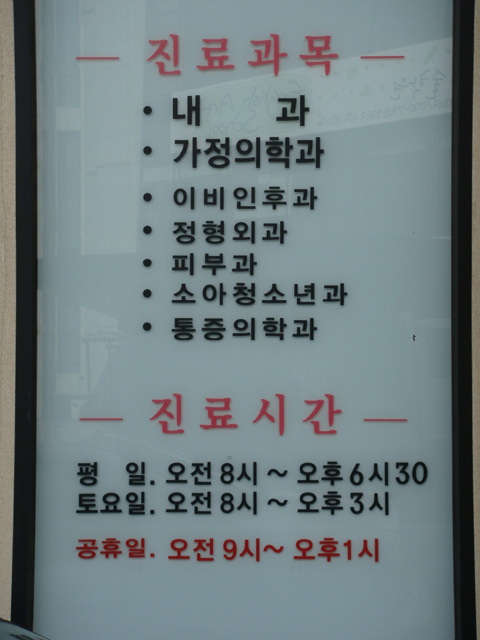 진료과목
• 내 과
• 가정의학과
• 이비인후과
• 정형외과
• 피부과
• 소아청소년과
• 통증의학과
진료시간
평 일. 오전 8시 ~ 오후 6시30
토요일. 오전 8시 ~ 오후 3시
공휴일. 오전 9시~ 오후1시